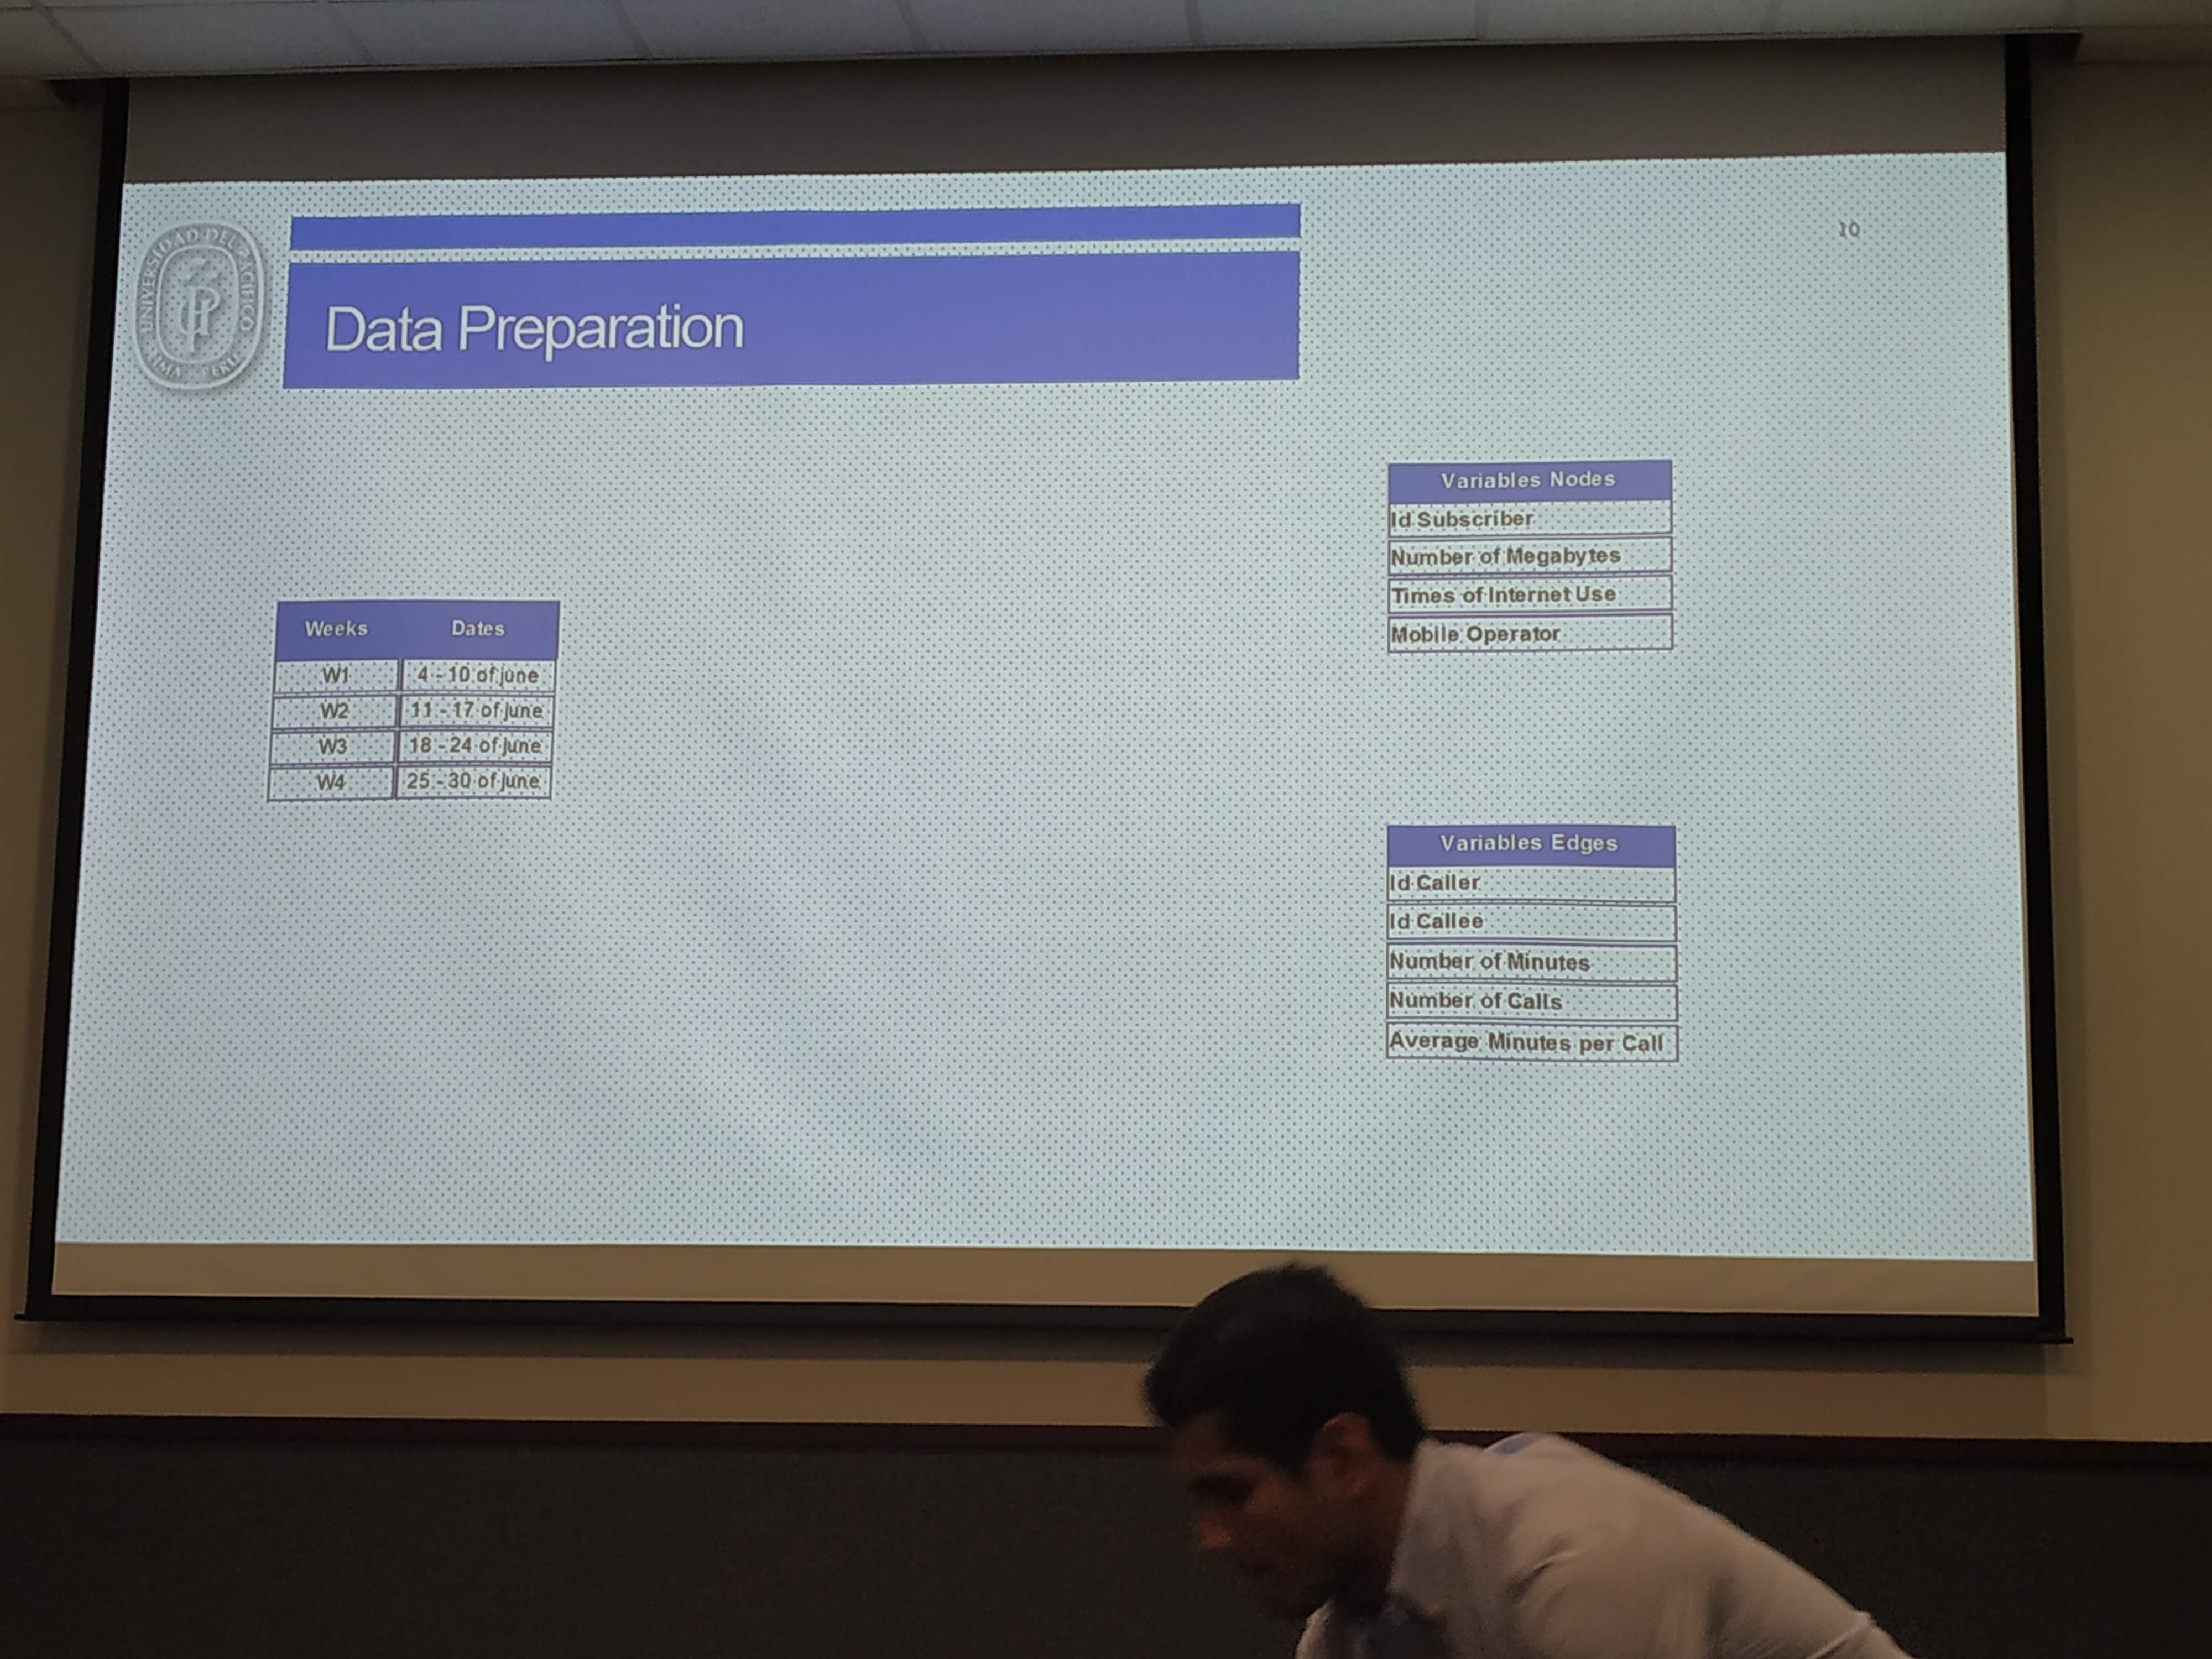 UNIVERSIDAD DEL PACIFICO
LIMA - PERU
10
Data Preparation
Weeks Dates
W1 4 - 10 of june
W2 11 - 17 of june
W3 18 - 24 of june
W4 25 - 30 of june
Variables Nodes
Id Subscriber
Number of Megabytes
Times of Internet Use
Mobile Operator
Variables Edges
Id Caller
Id Callee
Number of Minutes
Number of Calls
Average Minutes per Call